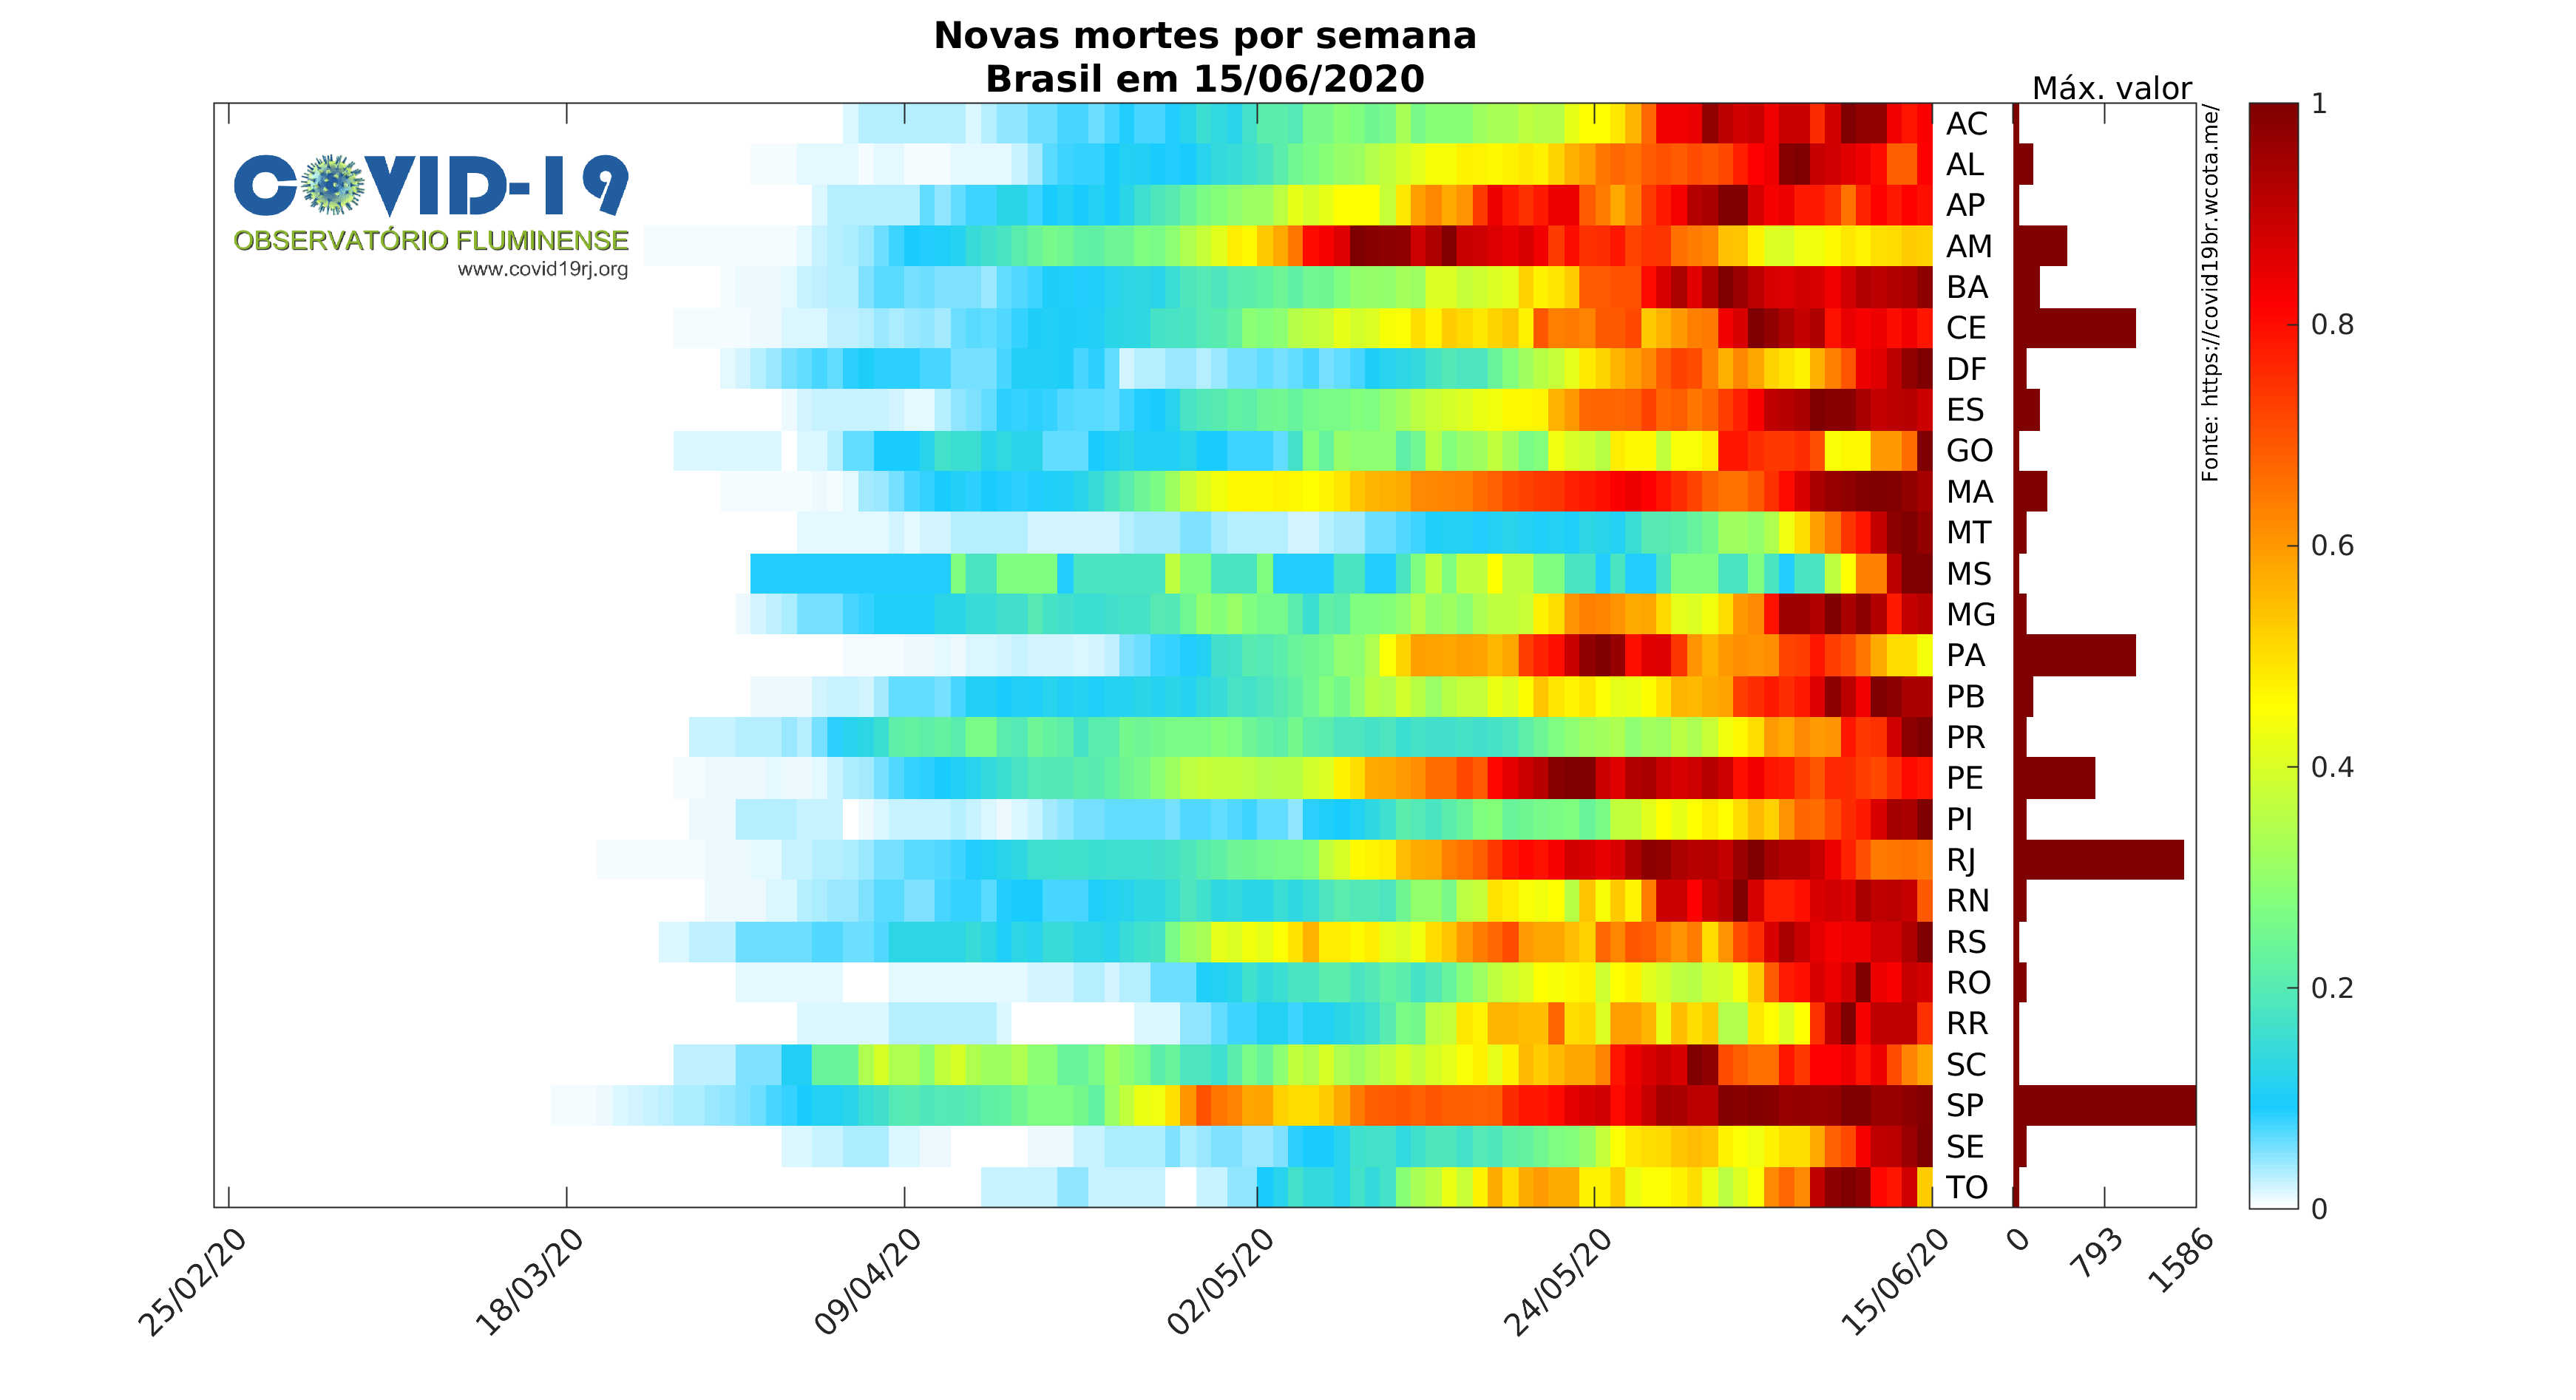 Novas mortes por semana
Brasil em 15/06/2020
Máx. valor
COVID-19
OBSERVATÓRIO FLUMINENSE
www.covid19rj.org
AC
AL
AP
AM
BA
CE
DF
ES
GO
MA
MT
MS
MG
PA
PB
PR
PE
PI
RJ
RN
RS
RO
RR
SC
SP
SE
TO
Fonte: https://covid19br.wcota.me/
1
0.8
0.6
0.4
0.2
0
25/02/20
18/03/20
09/04/20
02/05/20
24/05/20
15/06/20
0
793
1586